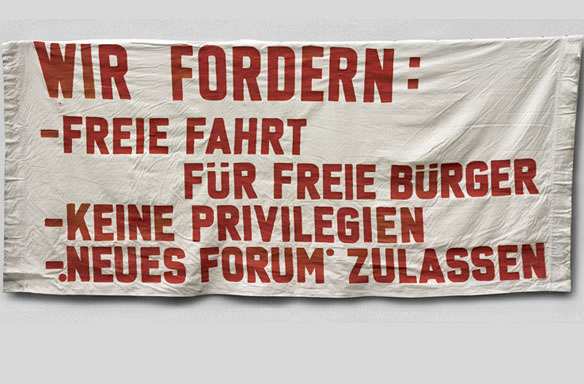 WIR FORDERN:
-FREIE FAHRT
FÜR FREIE BÜRGER
-KEINE PRIVILEGIEN
-„NEUES FORUM“ ZULASSEN